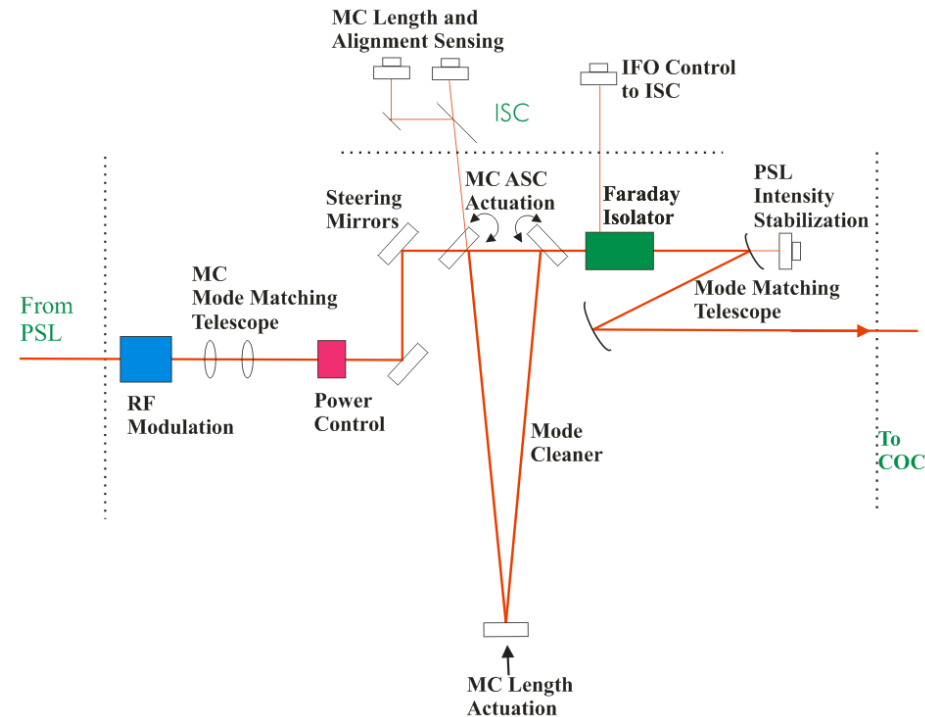 MC Length and
Alignment Sensing
IFO Control
to ISC
ISC
Steering
Mirrors
MC ASC
Actuation
Faraday
Isolator
PSL
Intensity
Stabilization
MC
Mode Matching
Telescope
Mode Matching
Telescope
From
PSL
RF
Modulation
Power
Control
Mode
Cleaner
To
COC
MC Length
Actuation